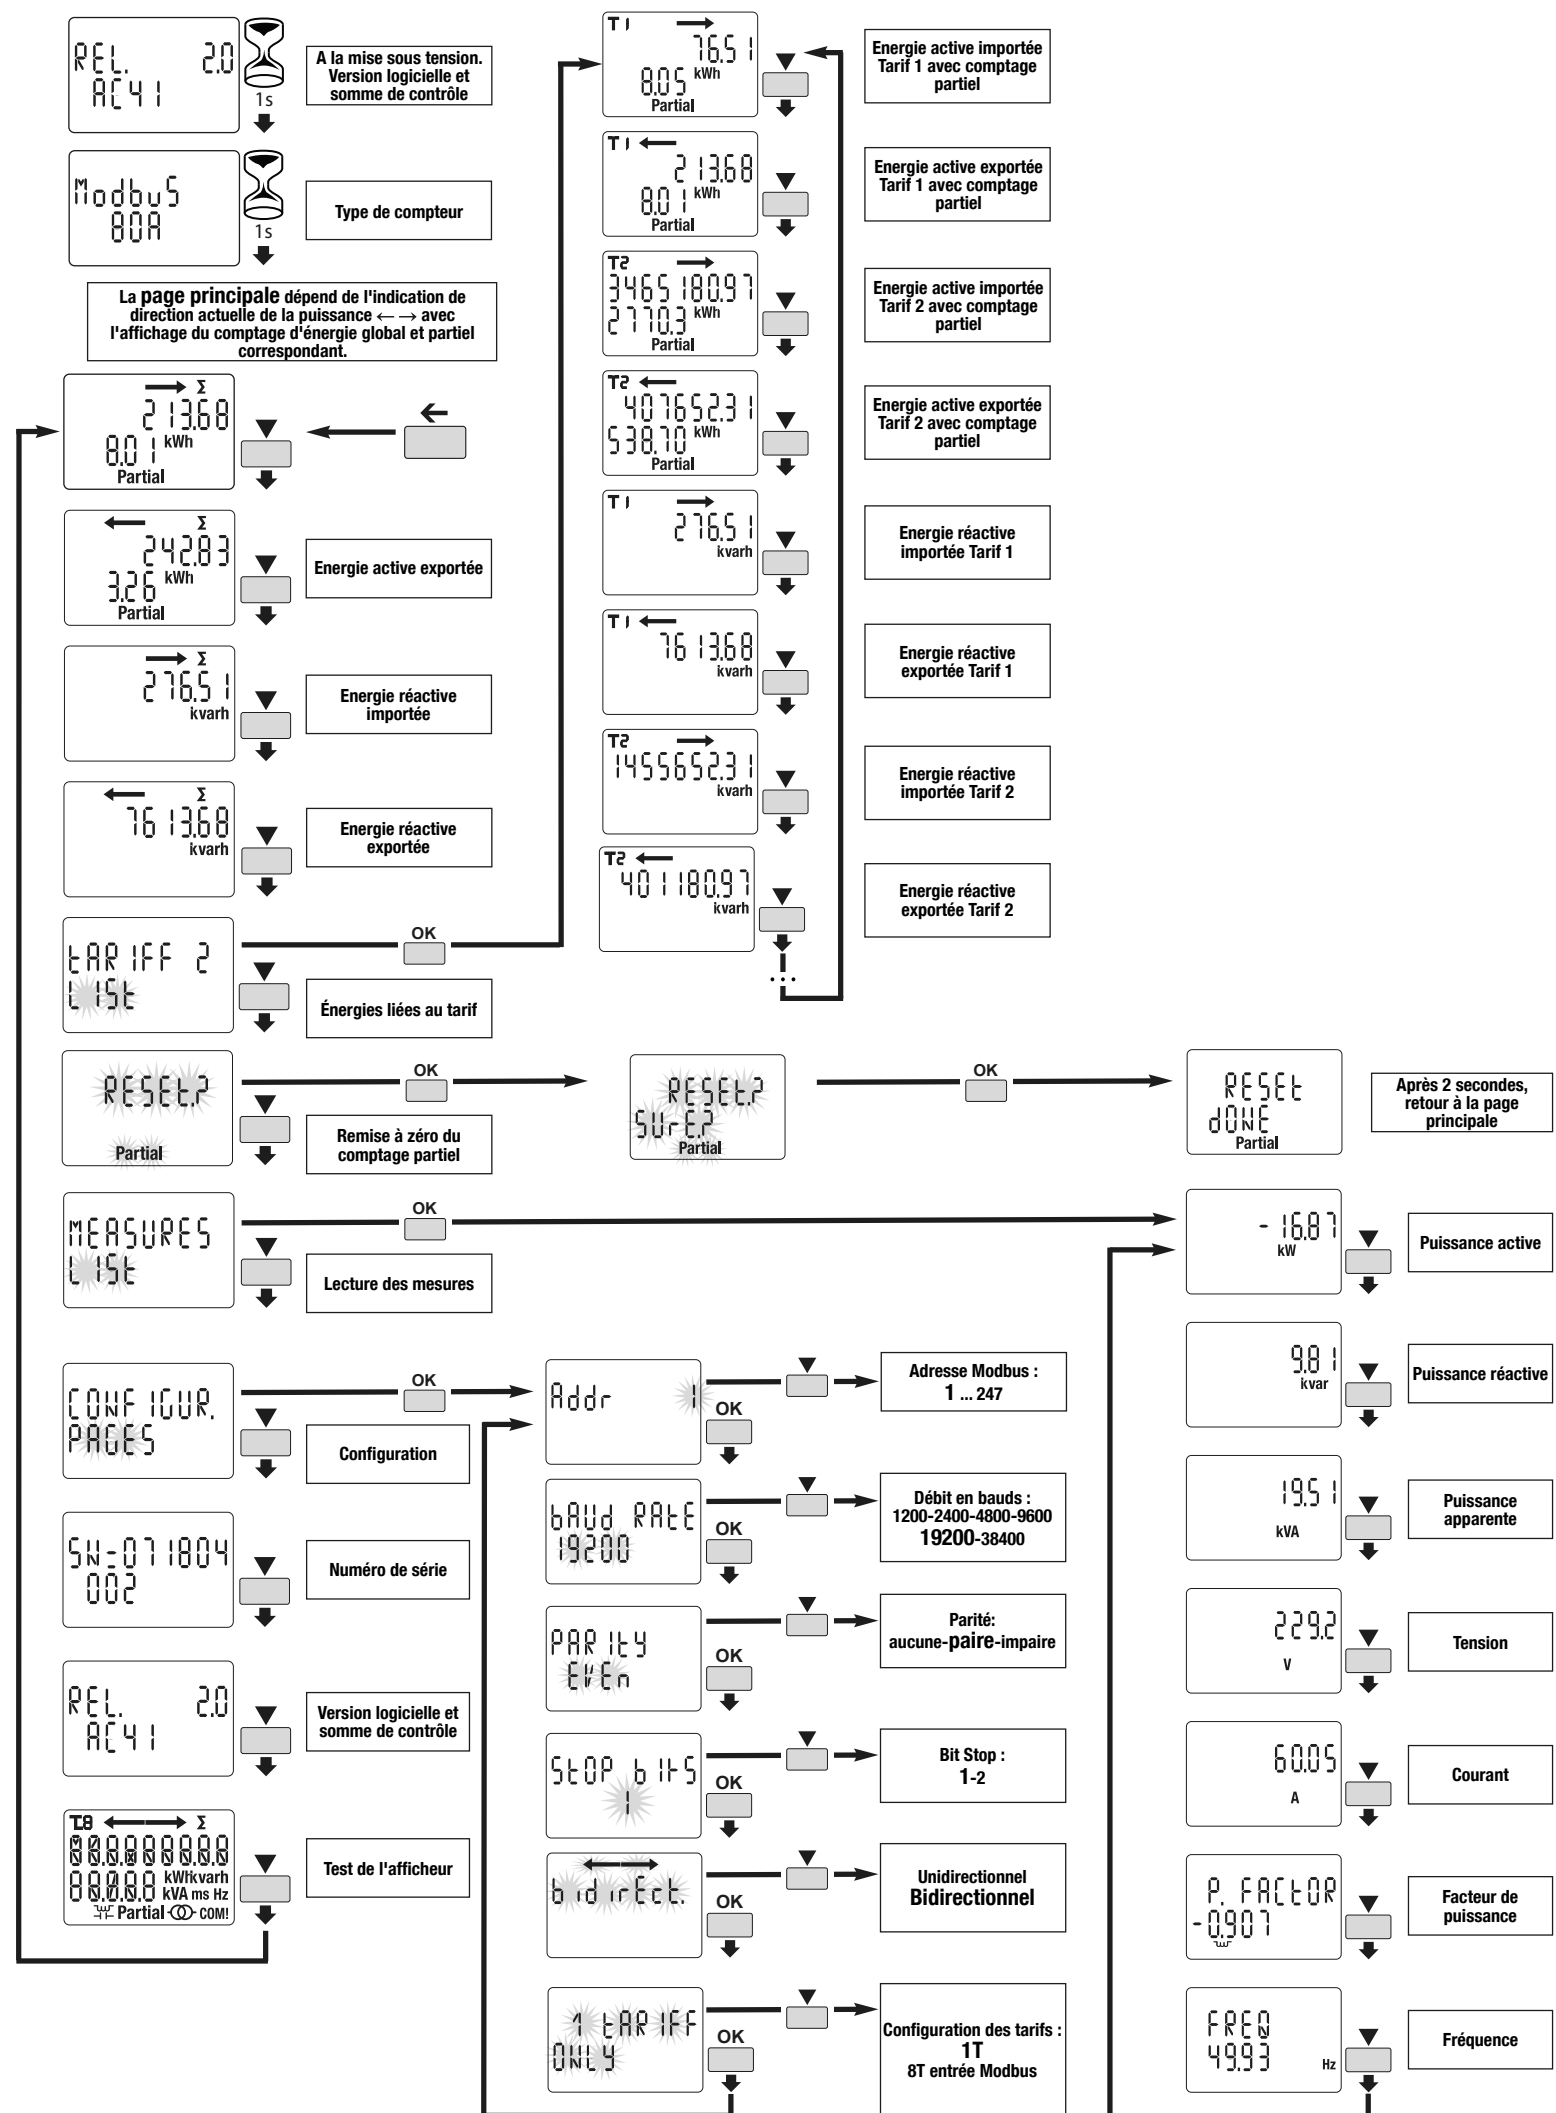 REL. 2.0
AC41
1s
A la mise sous tension.
Version logicielle et
somme de contrôle
ModbuS
80A
1s
Type de compteur
La page principale dépend de l'indication de
direction actuelle de la puissance ←→ avec
l'affichage du comptage d'énergie global et partiel
correspondant.
→ Σ
213.68
8.01 kWh
Partial
←
← Σ
242.83
3.26 kWh
Partial
Energie active exportée
→ Σ
276.51
kvarh
Energie réactive
importée
← Σ
7613.68
kvarh
Energie réactive
exportée
tARIFF 2
LISt
OK
Énergies liées au tarif
T1 →
76.51
8.05 kWh
Partial
Energie active importée
Tarif 1 avec comptage
partiel
T1 ←
213.68
8.01 kWh
Partial
Energie active exportée
Tarif 1 avec comptage
partiel
T2 →
3465180.97
2770.3 kWh
Partial
Energie active importée
Tarif 2 avec comptage
partiel
T2 ←
407652.31
538.70 kWh
Partial
Energie active exportée
Tarif 2 avec comptage
partiel
T1 →
276.51
kvarh
Energie réactive
importée Tarif 1
T1 ←
7613.68
kvarh
Energie réactive
exportée Tarif 1
T2 →
1455652.31
kvarh
Energie réactive
importée Tarif 2
T2 ←
401180.97
kvarh
Energie réactive
exportée Tarif 2
...
RESEt.?
Partial
OK
Remise à zéro du
comptage partiel
RESEt.?
SUrE.?
Partial
OK
RESEt
dONE
Partial
Après 2 secondes,
retour à la page
principale
MEASURES
LISt
OK
Lecture des mesures
-16.87
kW
Puissance active
9.81
kvar
Puissance réactive
19.51
kVA
Puissance
apparente
229.2
V
Tension
60.05
A
Courant
P. FACtOR
-0.907
Facteur de
puissance
FREQ
49.93 Hz
Fréquence
CONFIGUR.
PAGES
OK
Configuration
Addr 1
OK
Adresse Modbus :
1 ... 247
bAUd RAtE
19200
OK
Débit en bauds :
1200-2400-4800-9600
19200-38400
PARItY
EVEn
OK
Parité:
aucune-paire-impaire
StOP bItS
1
OK
Bit Stop :
1-2
←→
bidirEct.
OK
Unidirectionnel
Bidirectionnel
1 tARIFF
ONLY
OK
Configuration des tarifs :
1T
8T entrée Modbus
SN=071804
002
Numéro de série
REL. 2.0
AC41
Version logicielle et
somme de contrôle
T.8 ←→ Σ
kWh kvarh
kVA ms Hz
Partial COM!
Test de l'afficheur